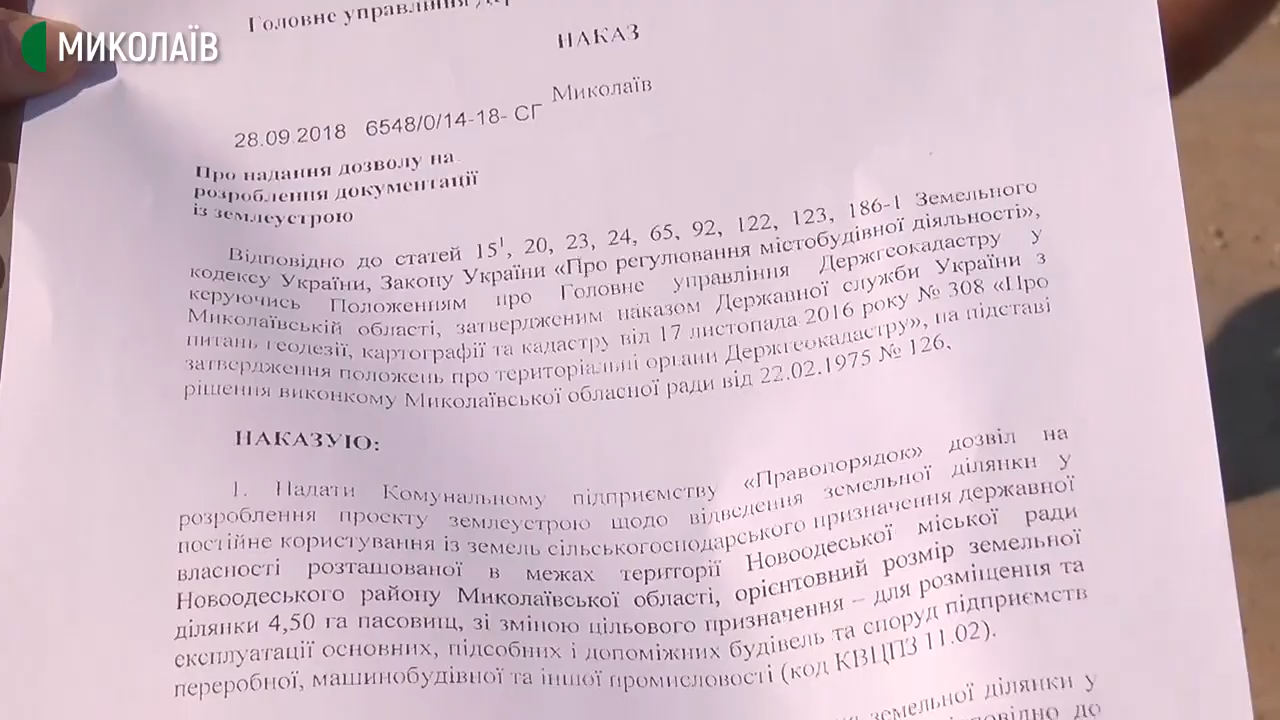 МИКОЛАЇВ
Головне управління
НАКАЗ
Миколаїв
28.09.2018 6548/0/14-18- СГ
Про надання дозволу на
розроблення документації
із землеустрою
Відповідно до статей 15¹, 20, 23, 24, 65, 92, 122, 123, 186-1 Земельного
кодексу України, Закону України «Про регулювання містобудівної діяльності»,
керуючись Положенням про Головне управління Держгеокадастру у
Миколаївській області, затвердженим наказом Державної служби України з
питань геодезії, картографії та кадастру від 17 листопада 2016 року № 308 «Про
затвердження положень про територіальні органи Держгеокадастру», на підставі
рішення виконкому Миколаївської обласної ради від 22.02.1975 № 126,
НАКАЗУЮ:
1. Надати Комунальному підприємству «Правопорядок» дозвіл на
розроблення проекту землеустрою щодо відведення земельної ділянки у
постійне користування із земель сільськогосподарського призначення державної
власності розташованої в межах території Новоодеської міської ради
Новоодеського району Миколаївської області, орієнтовний розмір земельної
ділянки 4,50 га пасовищ, зі зміною цільового призначення – для розміщення та
експлуатації основних, підсобних і допоміжних будівель та споруд підприємств
переробної, машинобудівної та іншої промисловості (код КВЦПЗ 11.02).
земельної ділянки у
до